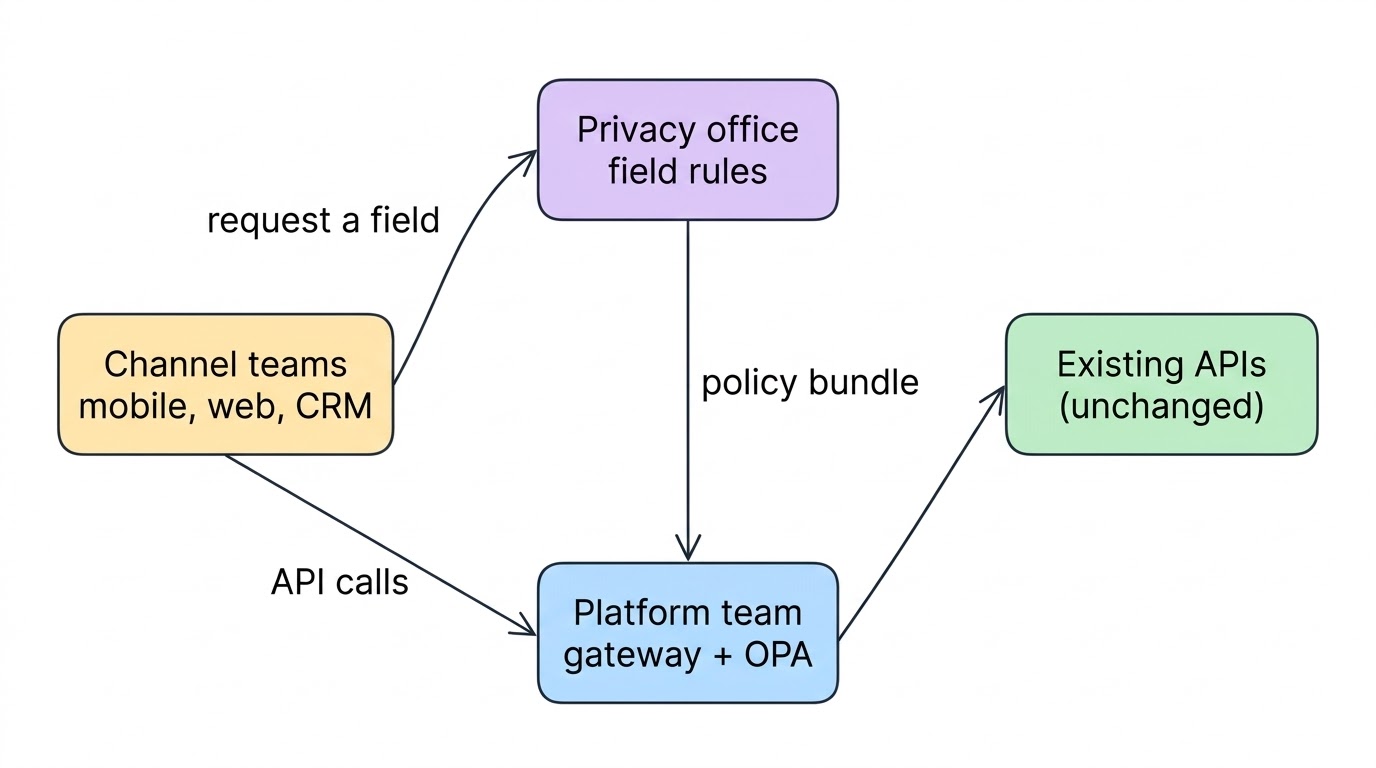 Privacy office
field rules
request a field
Channel teams
mobile, web, CRM
policy bundle
Existing APIs
(unchanged)
API calls
Platform team
gateway + OPA